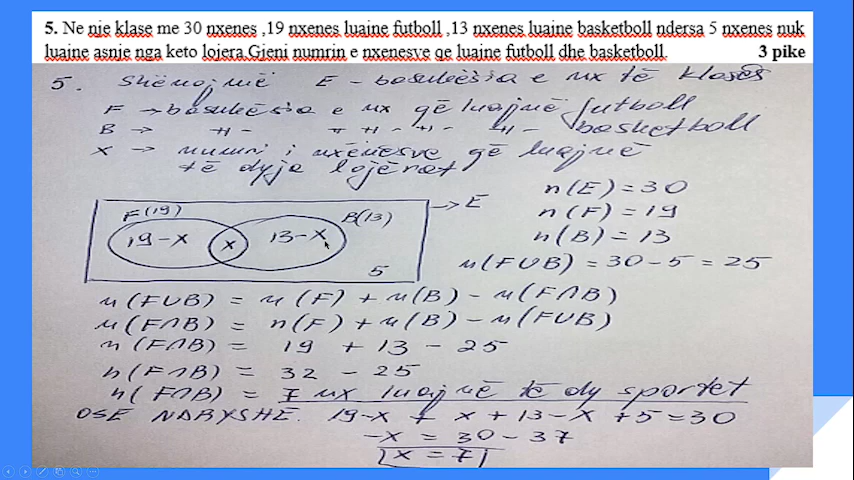 5. Ne nje klase me 30 nxenes ,19 nxenes luajne futboll ,13 nxenes luajne basketboll ndersa 5 nxenes nuk
luajne asnje nga keto lojera.Gjeni numrin e nxenesve qe luajne futboll dhe basketboll. 3 pike
5. Shënojmë E - bashkësia e nx të klasës
F → bashkësia e nx që luajnë futboll
B → -//- -//- -//- -//- basketboll
x → numri i nxënësve që luajnë
të dyja lojërat
n(E) = 30
n(F) = 19
n(B) = 13
n(F∪B) = 30 - 5 = 25
F(19) B(13) → E
19-x x 13-x
5
n(F∪B) = n(F) + n(B) - n(F∩B)
n(F∩B) = n(F) + n(B) - n(F∪B)
n(F∩B) = 19 + 13 - 25
n(F∩B) = 32 - 25
n(F∩B) = 7 nx luajnë të dy sportet
OSE NDRYSHE. 19-x + x + 13-x + 5 = 30
-x = 30 - 37
x = 7